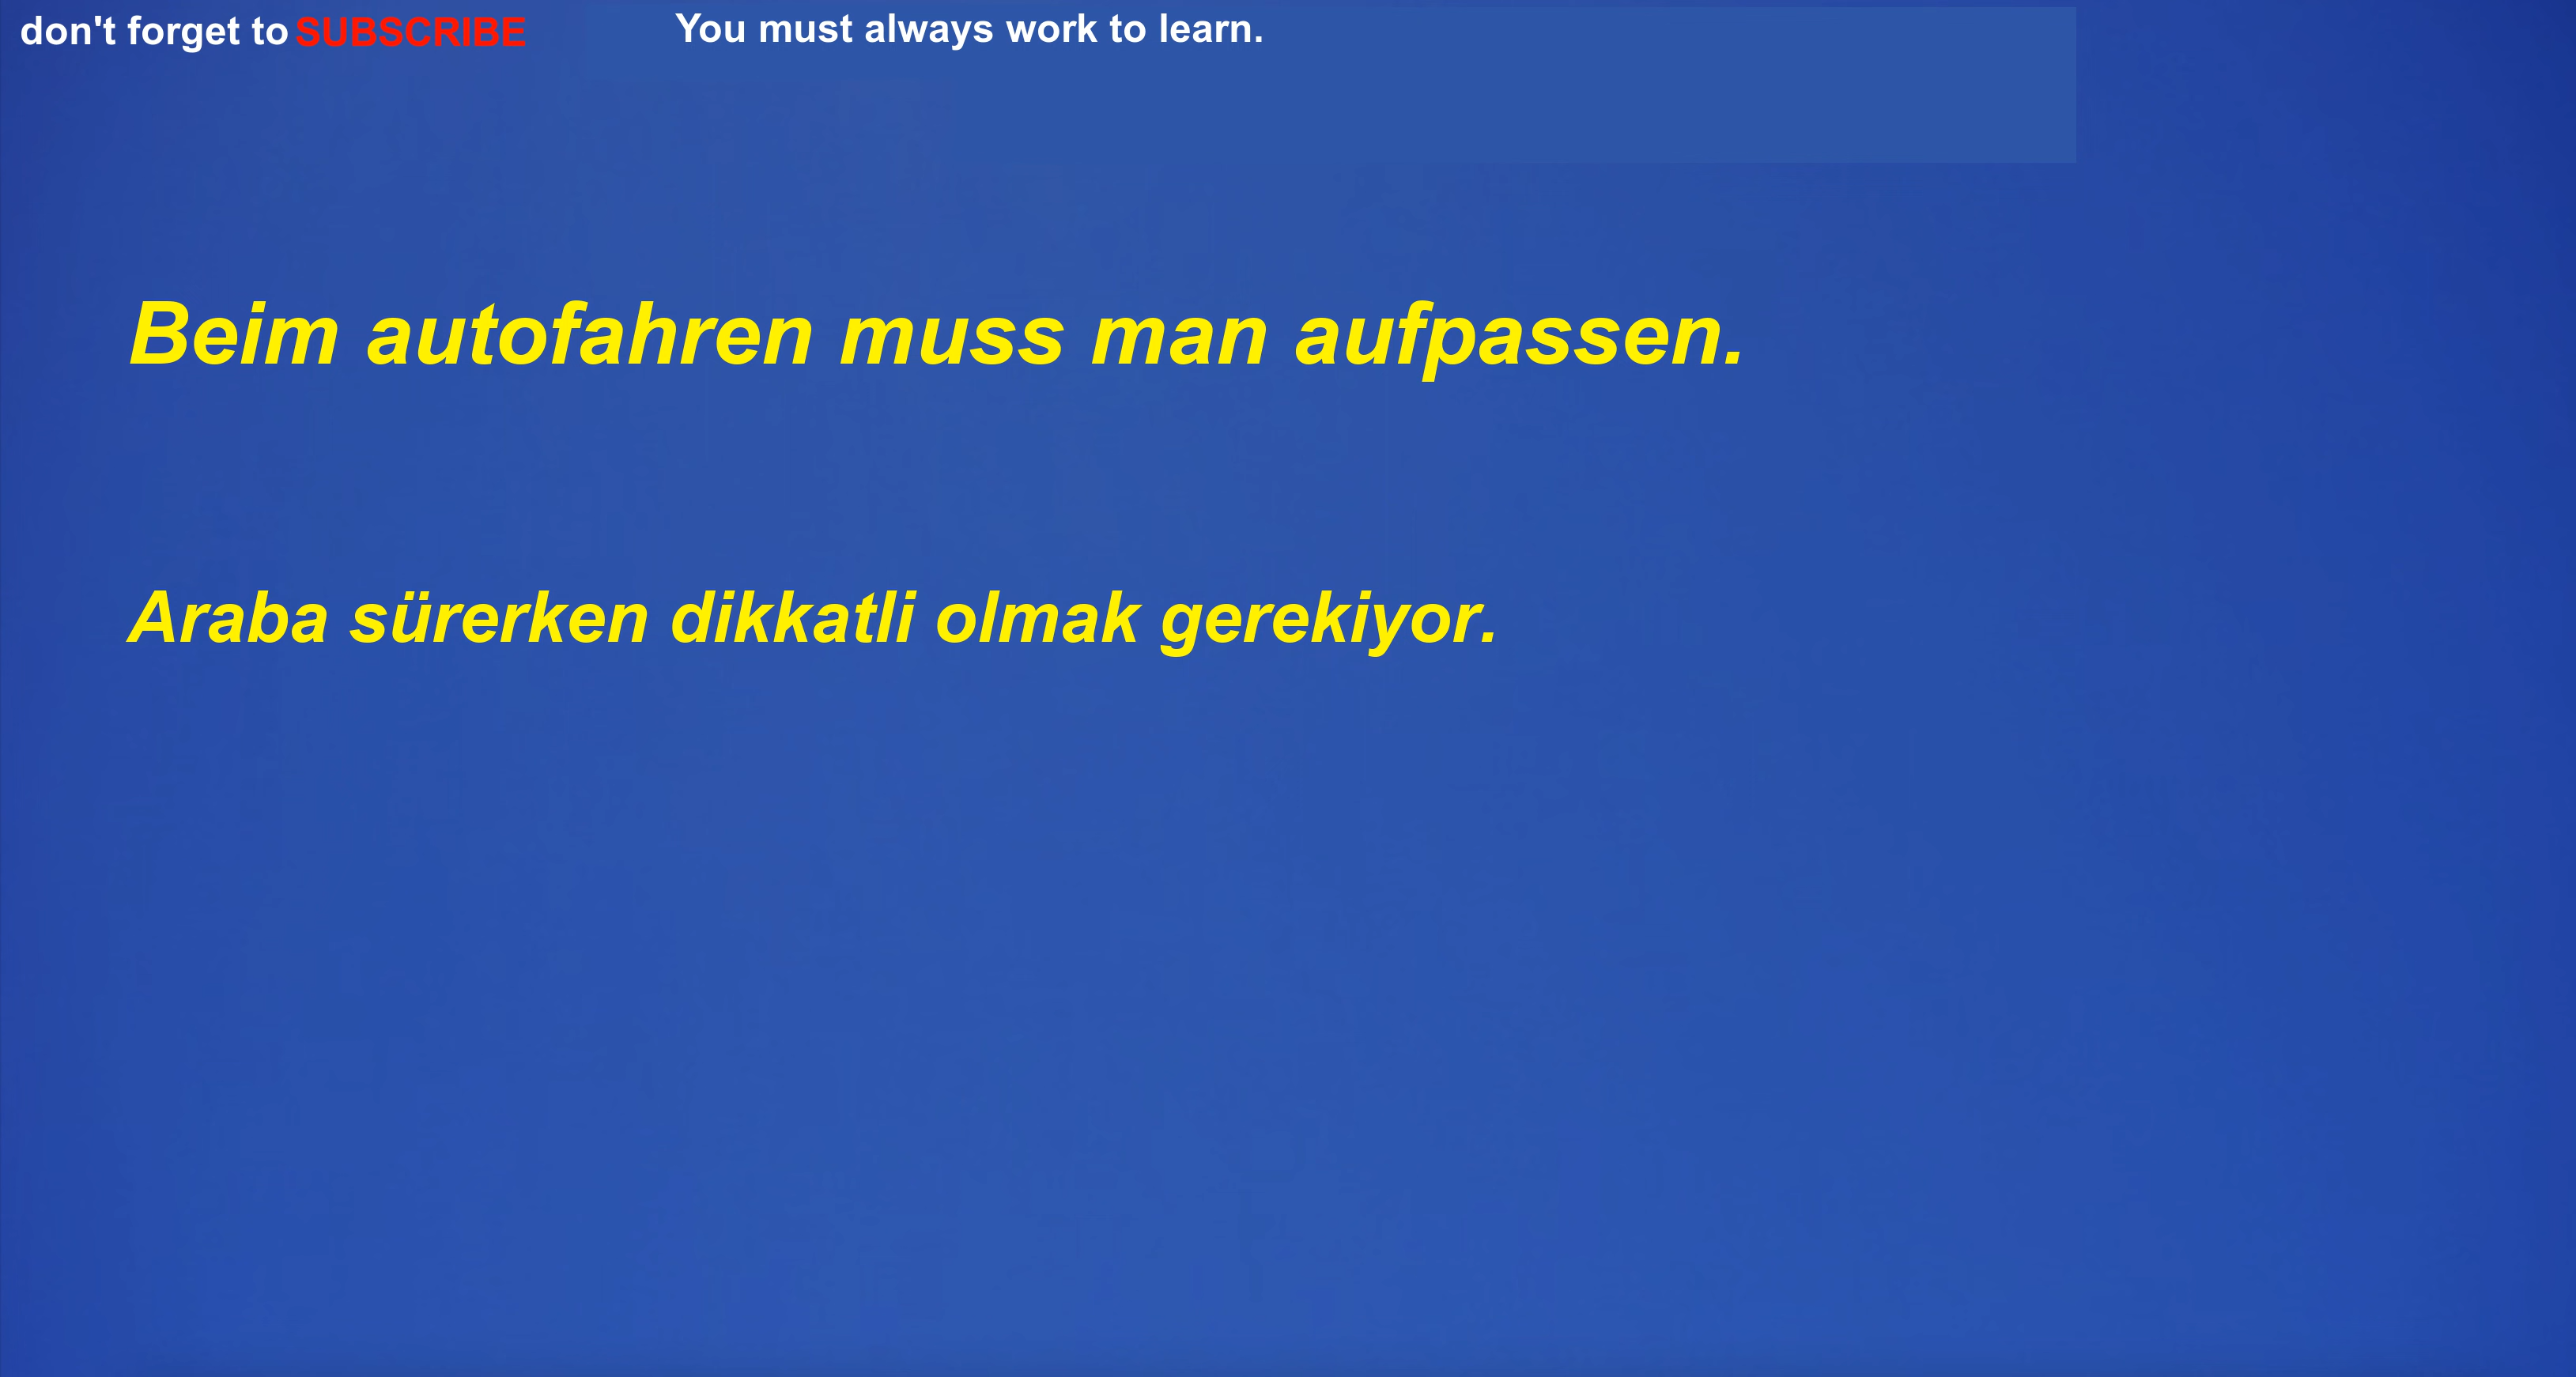 don't forget to SUBSCRIBE You must always work to learn.
Beim autofahren muss man aufpassen.
Araba sürerken dikkatli olmak gerekiyor.